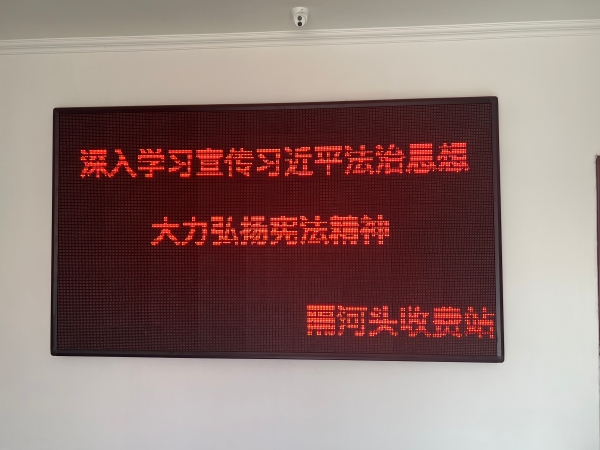 深入学习宣传习近平法治思想
大力弘扬宪法精神
隔河头收费站